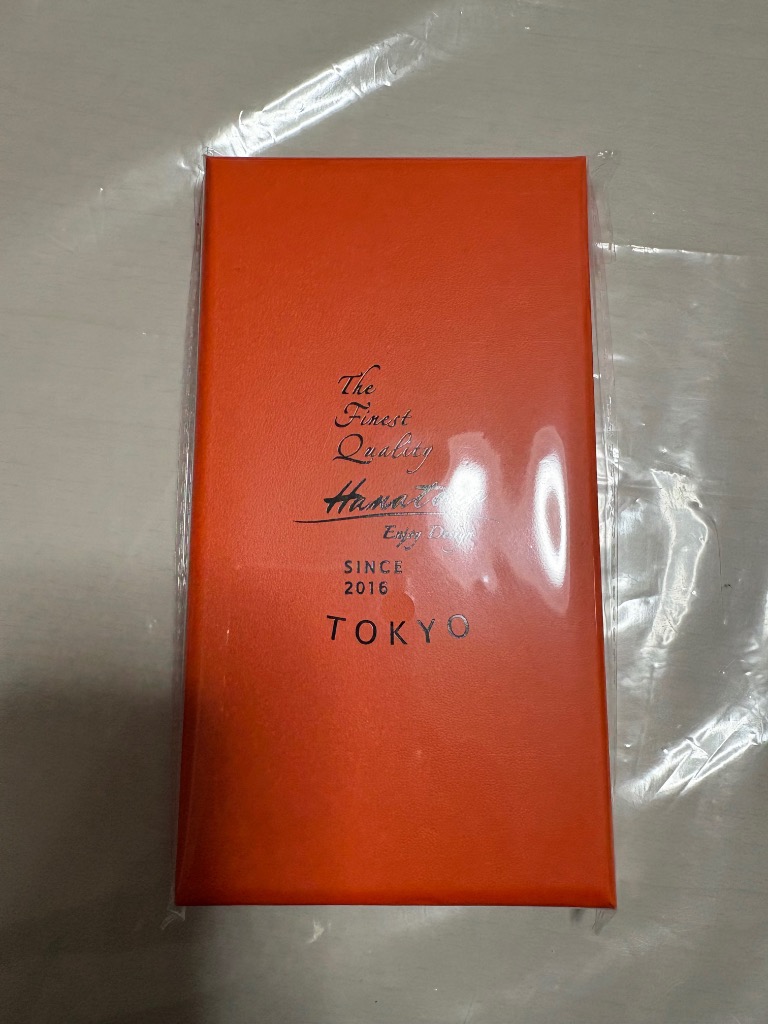 The
Finest
Quality
Enjoy Design
SINCE
2016
TOKYO